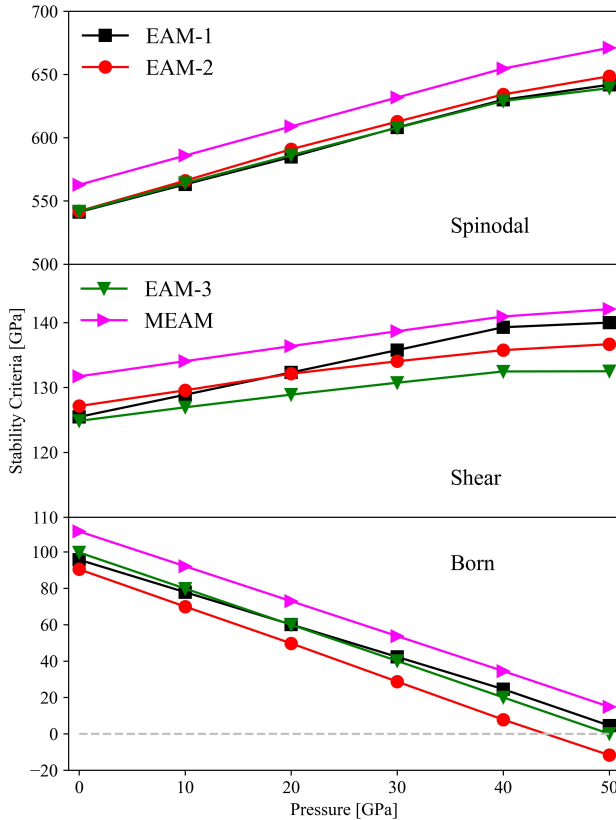 700
EAM-1
650
EAM-2
600
550
Spinodal
500
EAM-3
140
MEAM
130
120
Shear
110
Born
100
80
60
40
20
0
−20
0 10 20 30 40 50
Pressure [GPa]
Stability Criteria [GPa]